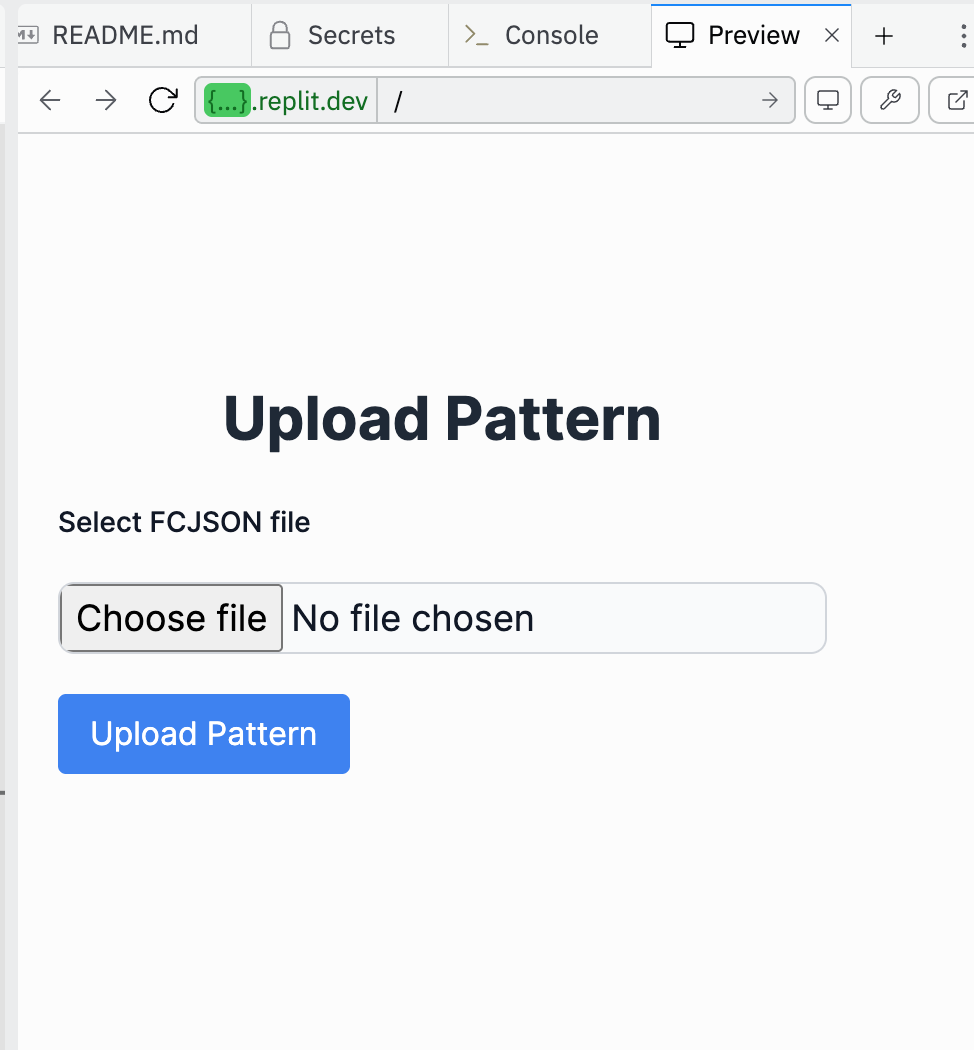 README.md
Secrets
Console
Preview
{...}.replit.dev /
Upload Pattern
Select FCJSON file
Choose file No file chosen
Upload Pattern